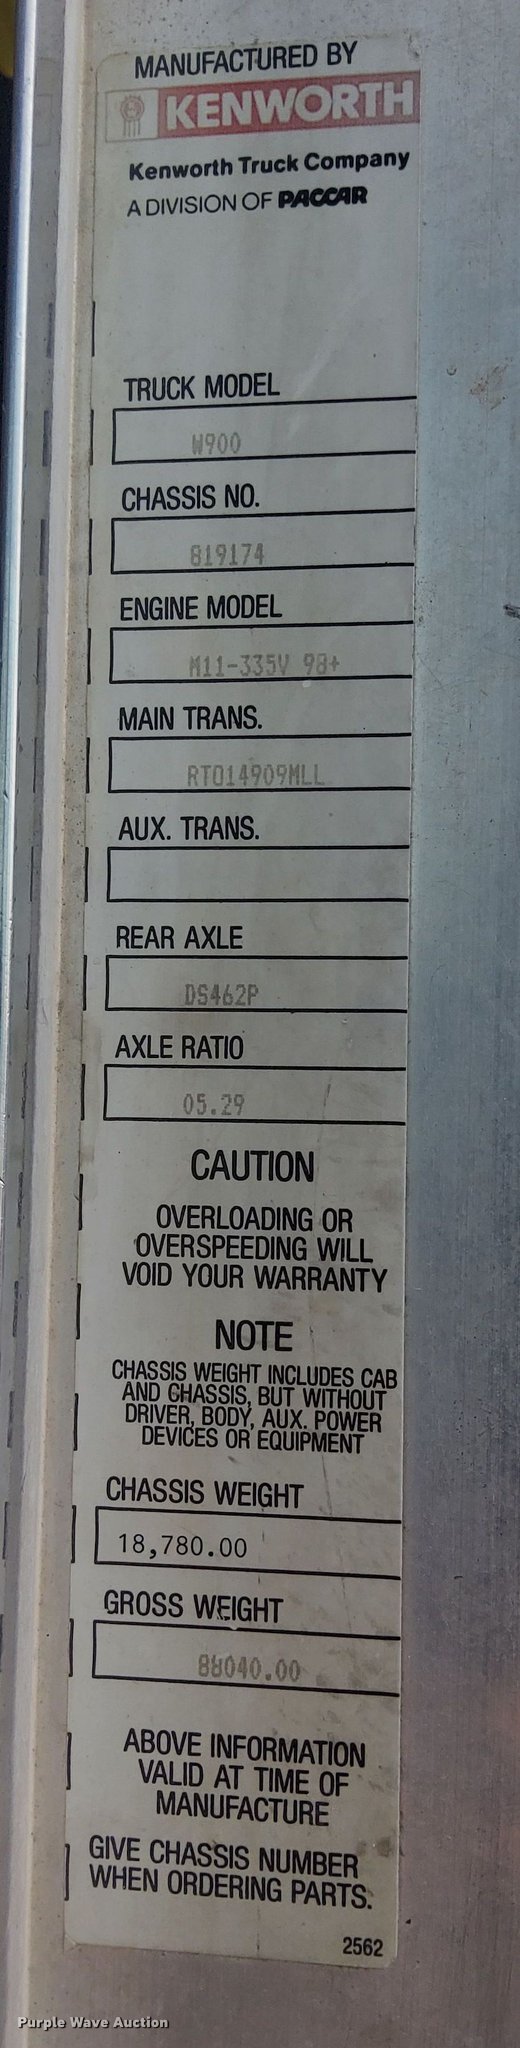 MANUFACTURED BY
KENWORTH
Kenworth Truck Company
A DIVISION OF PACCAR
TRUCK MODEL
W900
CHASSIS NO.
819174
ENGINE MODEL
M11-335V 98+
MAIN TRANS.
RTO14909MLL
AUX. TRANS.
REAR AXLE
DS462P
AXLE RATIO
05.29
CAUTION
OVERLOADING OR
OVERSPEEDING WILL
VOID YOUR WARRANTY
NOTE
CHASSIS WEIGHT INCLUDES CAB
AND CHASSIS, BUT WITHOUT
DRIVER, BODY, AUX. POWER
DEVICES OR EQUIPMENT
CHASSIS WEIGHT
18,780.00
GROSS WEIGHT
88040.00
ABOVE INFORMATION
VALID AT TIME OF
MANUFACTURE
GIVE CHASSIS NUMBER
WHEN ORDERING PARTS.
2562
Purple Wave Auction